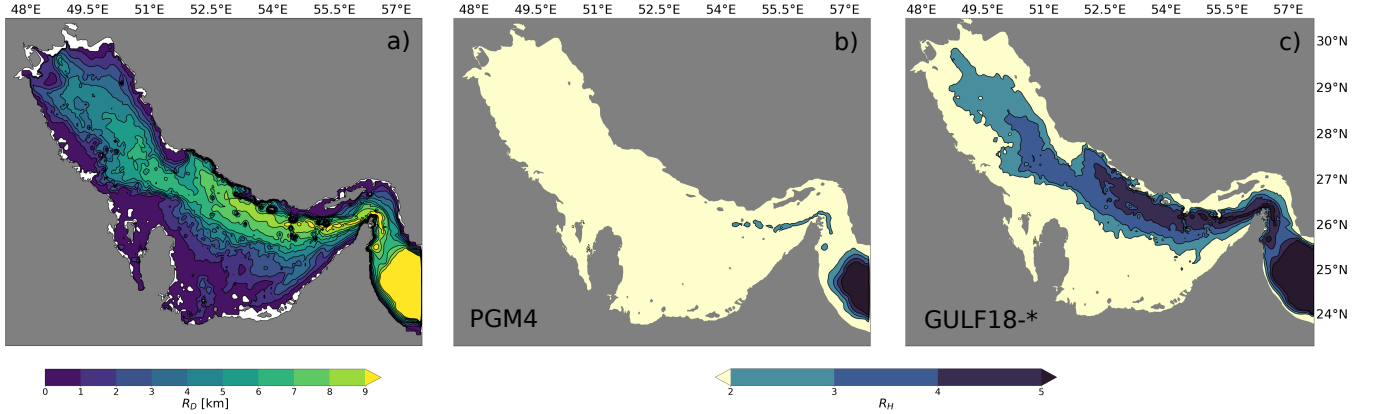 48°E 49.5°E 51°E 52.5°E 54°E 55.5°E 57°E 48°E 49.5°E 51°E 52.5°E 54°E 55.5°E 57°E 48°E 49.5°E 51°E 52.5°E 54°E 55.5°E 57°E
a) b) c)
30°N
29°N
28°N
27°N
26°N
25°N
24°N
PGM4 GULF18-*
0 1 2 3 4 5 6 7 8 9 2 3 4 5
R_D [km] R_H